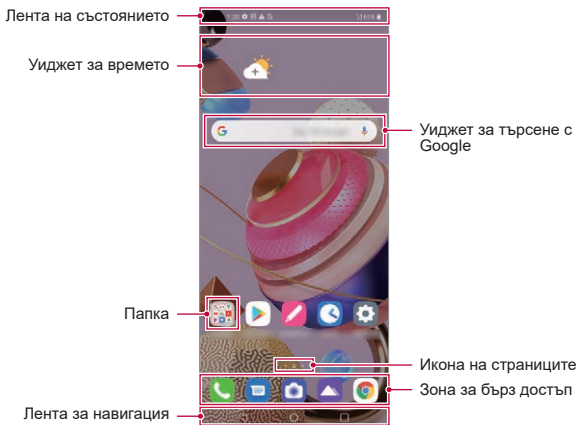 Лента на състоянието
Уиджет за времето
Уиджет за търсене с
Google
Папка
Икона на страниците
Зона за бърз достъп
Лента за навигация